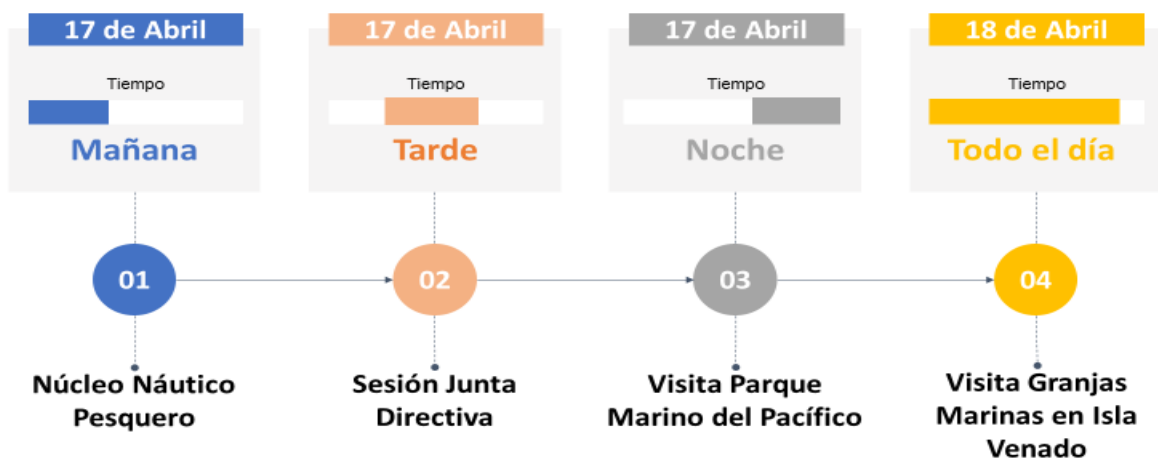 17 de Abril
Tiempo
Mañana
01
Núcleo Náutico
Pesquero
17 de Abril
Tiempo
Tarde
02
Sesión Junta
Directiva
17 de Abril
Tiempo
Noche
03
Visita Parque
Marino del Pacífico
18 de Abril
Tiempo
Todo el día
04
Visita Granjas
Marinas en Isla
Venado